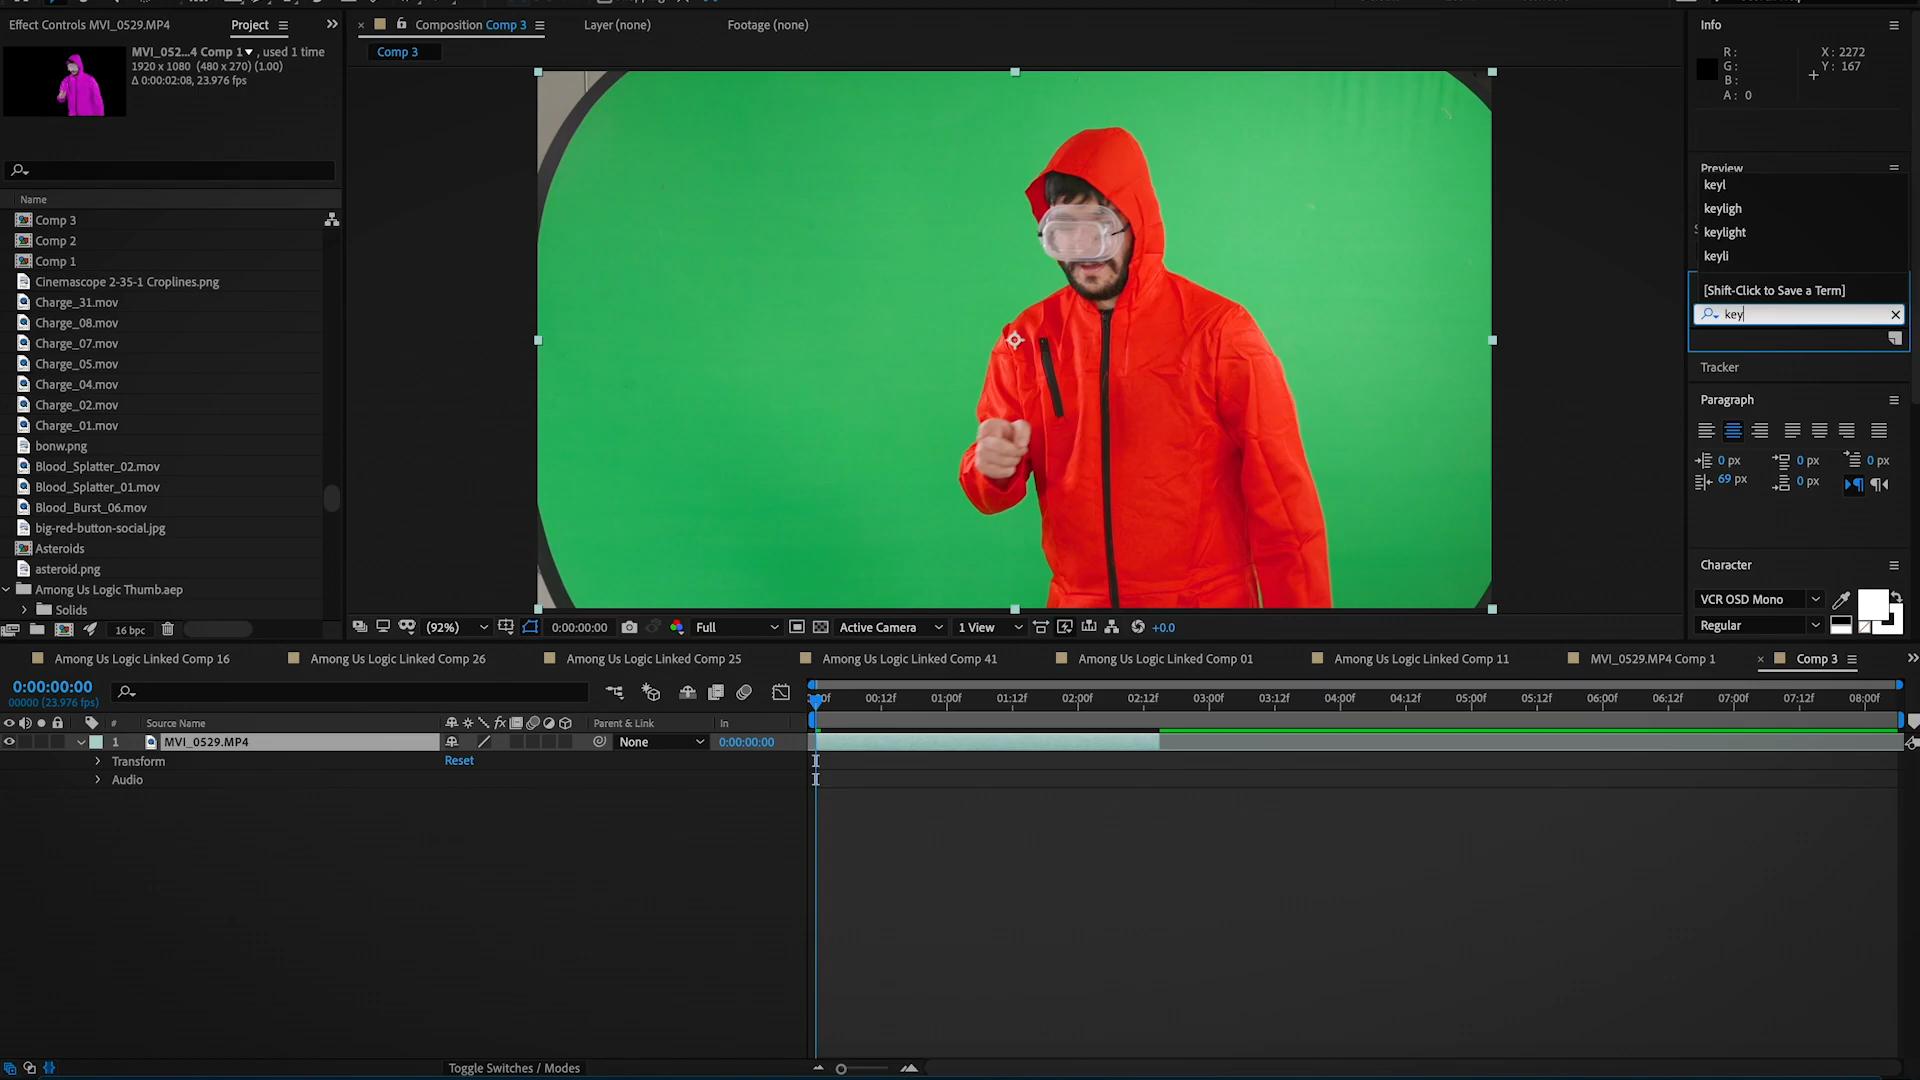 Effect Controls MVI_0529.MP4
Project
MVI_052...4 Comp 1 , used 1 time
1920 x 1080 (480 x 270) (1.00)
Δ 0:00:02:08, 23.976 fps
Name
Comp 3
Comp 2
Comp 1
Cinemascope 2-35-1 Croplines.png
Charge_31.mov
Charge_08.mov
Charge_07.mov
Charge_05.mov
Charge_04.mov
Charge_02.mov
Charge_01.mov
bonw.png
Blood_Splatter_02.mov
Blood_Splatter_01.mov
Blood_Burst_06.mov
big-red-button-social.jpg
Asteroids
asteroid.png
Among Us Logic Thumb.aep
Solids
16 bpc
Composition Comp 3
Layer (none)
Footage (none)
Comp 3
(92%)
0:00:00:00
Full
Active Camera
1 View
+0.0
Info
R:
G:
B:
A: 0
X: 2272
Y: 167
Preview
keyl
keyligh
keylight
keyli
[Shift-Click to Save a Term]
key
Tracker
Paragraph
0 px
0 px
0 px
69 px
0 px
Character
VCR OSD Mono
Regular
Among Us Logic Linked Comp 16
Among Us Logic Linked Comp 26
Among Us Logic Linked Comp 25
Among Us Logic Linked Comp 41
Among Us Logic Linked Comp 01
Among Us Logic Linked Comp 11
MVI_0529.MP4 Comp 1
Comp 3
0:00:00:00
00000 (23.976 fps)
00:12f 01:00f 01:12f 02:00f 02:12f 03:00f 03:12f 04:00f 04:12f 05:00f 05:12f 06:00f 06:12f 07:00f 07:12f 08:00f
# Source Name fx Parent & Link In
1 MVI_0529.MP4 None 0:00:00:00
Transform Reset
Audio
Toggle Switches / Modes